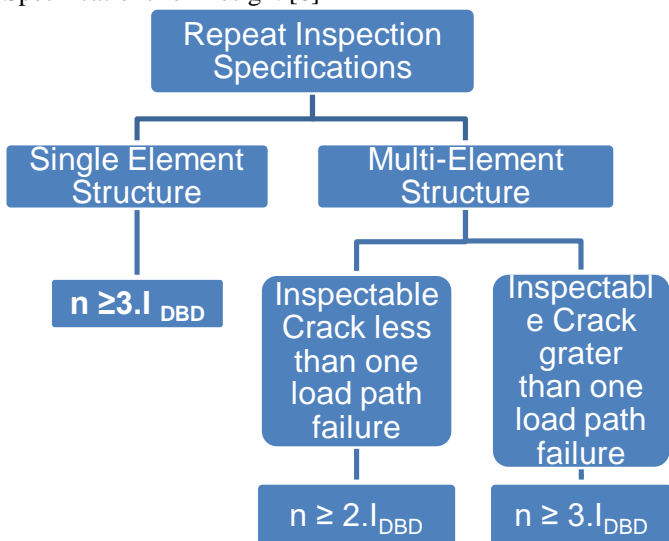 Repeat Inspection
Specifications
Single Element
Structure
Multi-Element
Structure
n ≥3.I DBD
Inspectable
Crack less
than one
load path
failure
Inspectabl
e Crack
grater
than one
load path
failure
n ≥ 2.IDBD
n ≥ 3.IDBD